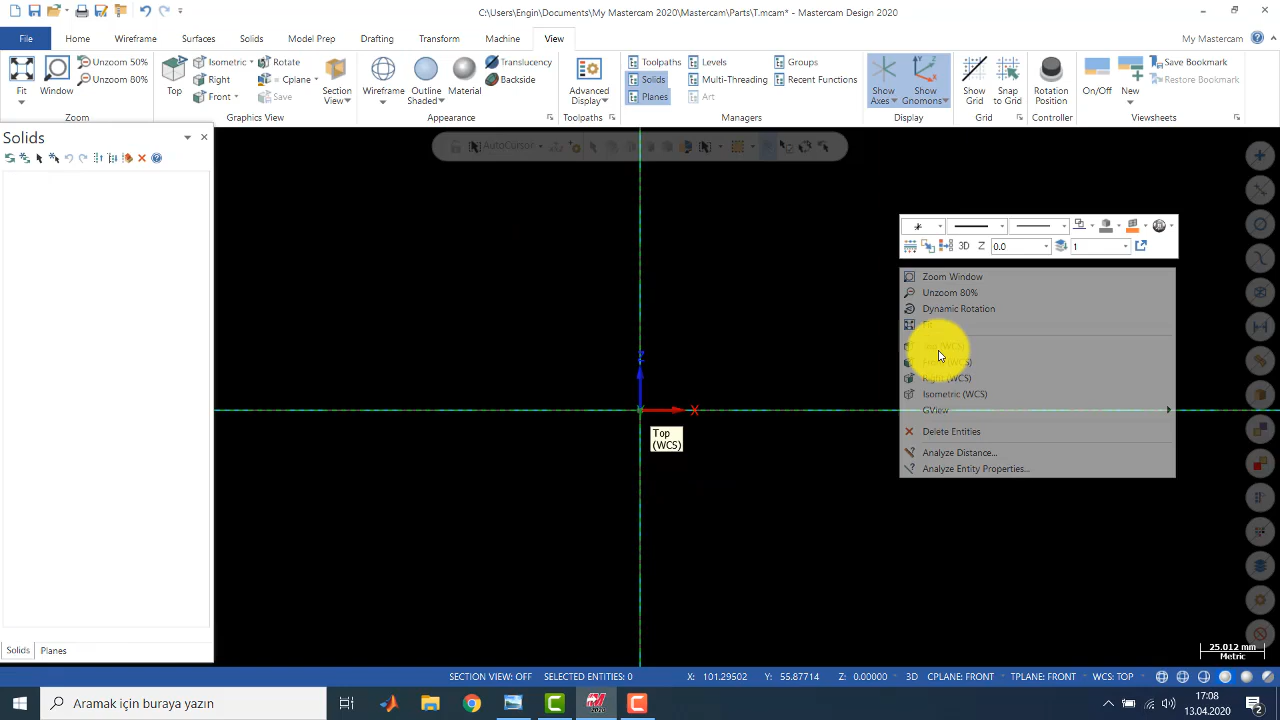 C:\Users\Engin\Documents\My Mastercam 2020\Mastercam\Parts\T.mcam* - Mastercam Design 2020
File Home Wireframe Surfaces Solids Model Prep Drafting Transform Machine View My Mastercam
Unzoom 50% Isometric Rotate Translucency Toolpaths Levels Groups Save Bookmark
Unzoom 80% Right = Cplane Backside Solids Multi-Threading Recent Functions Restore Bookmark
Front Save Planes Art
Fit Window Top Section View Wireframe Outline Shaded Material Advanced Display Show Axes Show Gnomons Show Grid Snap to Grid Rotation Position On/Off New
Zoom Graphics View Appearance Toolpaths Managers Display Grid Controller Viewsheets
Solids
AutoCursor
3D Z 0.0 1
Zoom Window
Unzoom 80%
Dynamic Rotation
Fit
Top (WCS)
Front (WCS)
Right (WCS)
Isometric (WCS)
GView
Delete Entities
Analyze Distance...
Analyze Entity Properties...
Z
X
Top
(WCS)
Solids Planes
25.012 mm
Metric
SECTION VIEW: OFF SELECTED ENTITIES: 0 X: 101.29502 Y: 55.87714 Z: 0.00000 3D CPLANE: FRONT TPLANE: FRONT WCS: TOP
Aramak için buraya yazın
2020
17:08
13.04.2020
2